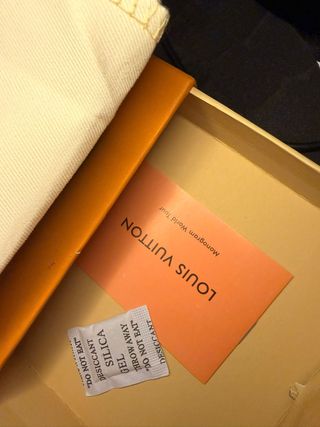 LOUIS VUITTON
Monogram World Tour
"DO NOT EAT"
DESICCANT
SILICA
GEL
THROW AWAY
"DO NOT EAT"
DESICCANT